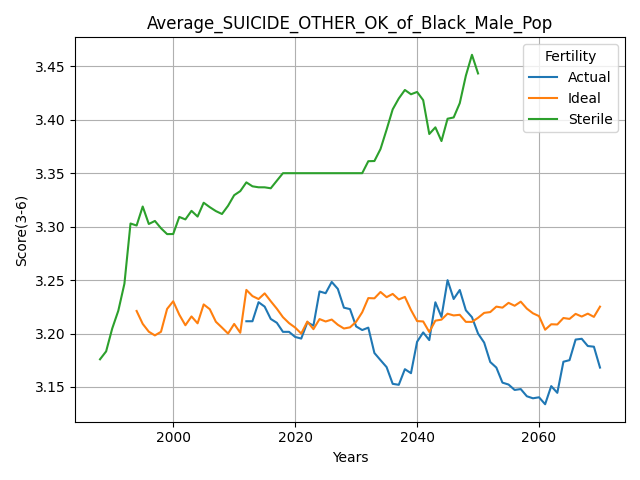 Average_SUICIDE_OTHER_OK_of_Black_Male_Pop
Fertility
Actual
Ideal
Sterile
Score(3-6)
3.45
3.40
3.35
3.30
3.25
3.20
3.15
2000
2020
2040
2060
Years